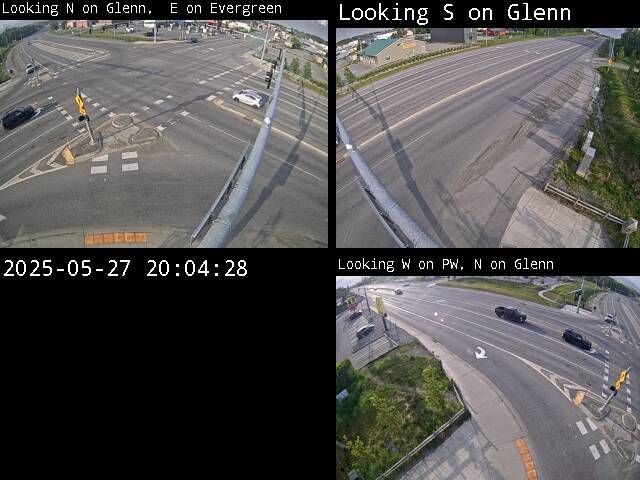 Looking N on Glenn,  E on Evergreen
Looking S on Glenn
2025-05-27 20:04:28
Looking W on PW, N on Glenn